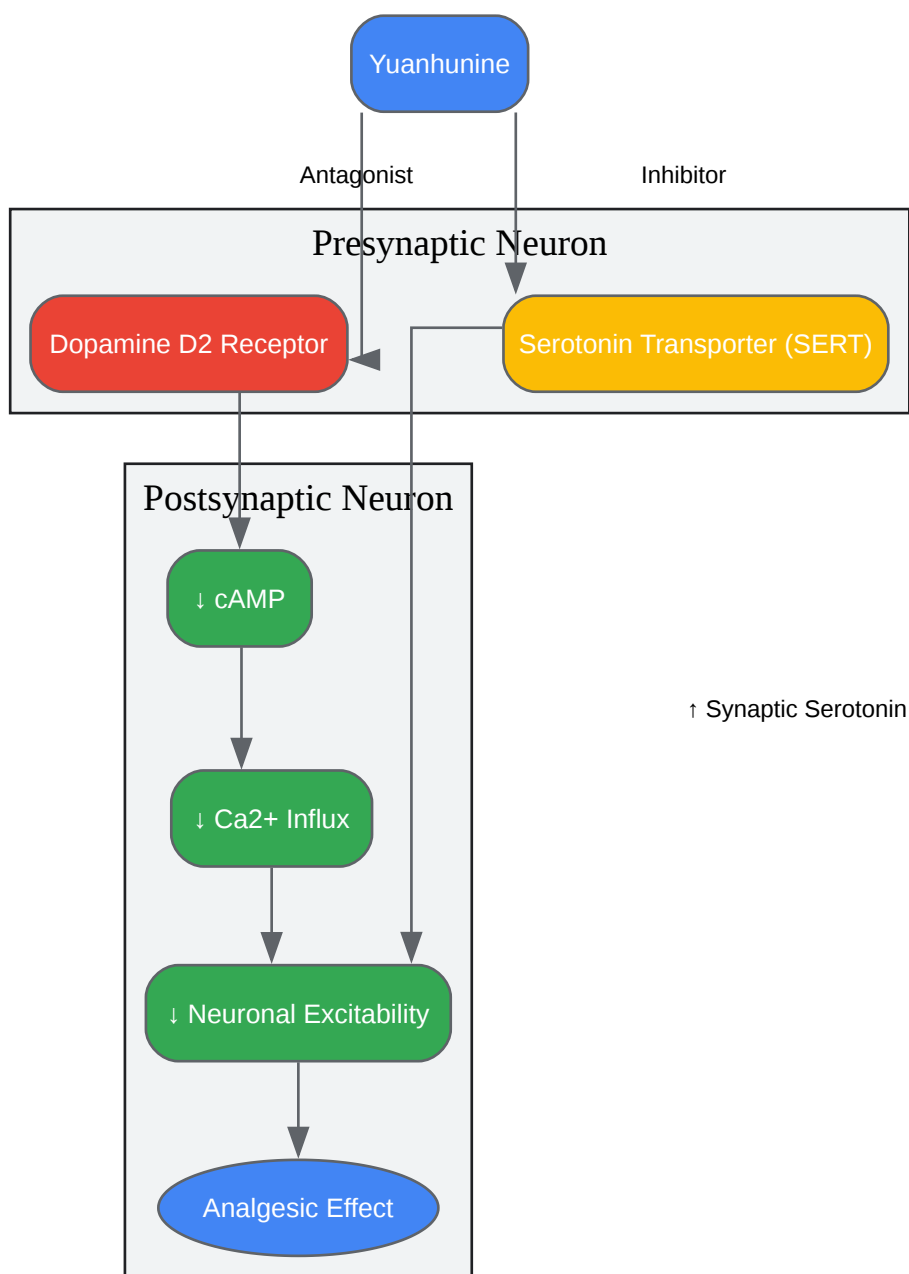 Yuanhunine
Antagonist
Inhibitor
Presynaptic Neuron
Dopamine D2 Receptor
Serotonin Transporter (SERT)
Postsynaptic Neuron
↓ cAMP
↑ Synaptic Serotonin
↓ Ca2+ Influx
↓ Neuronal Excitability
Analgesic Effect